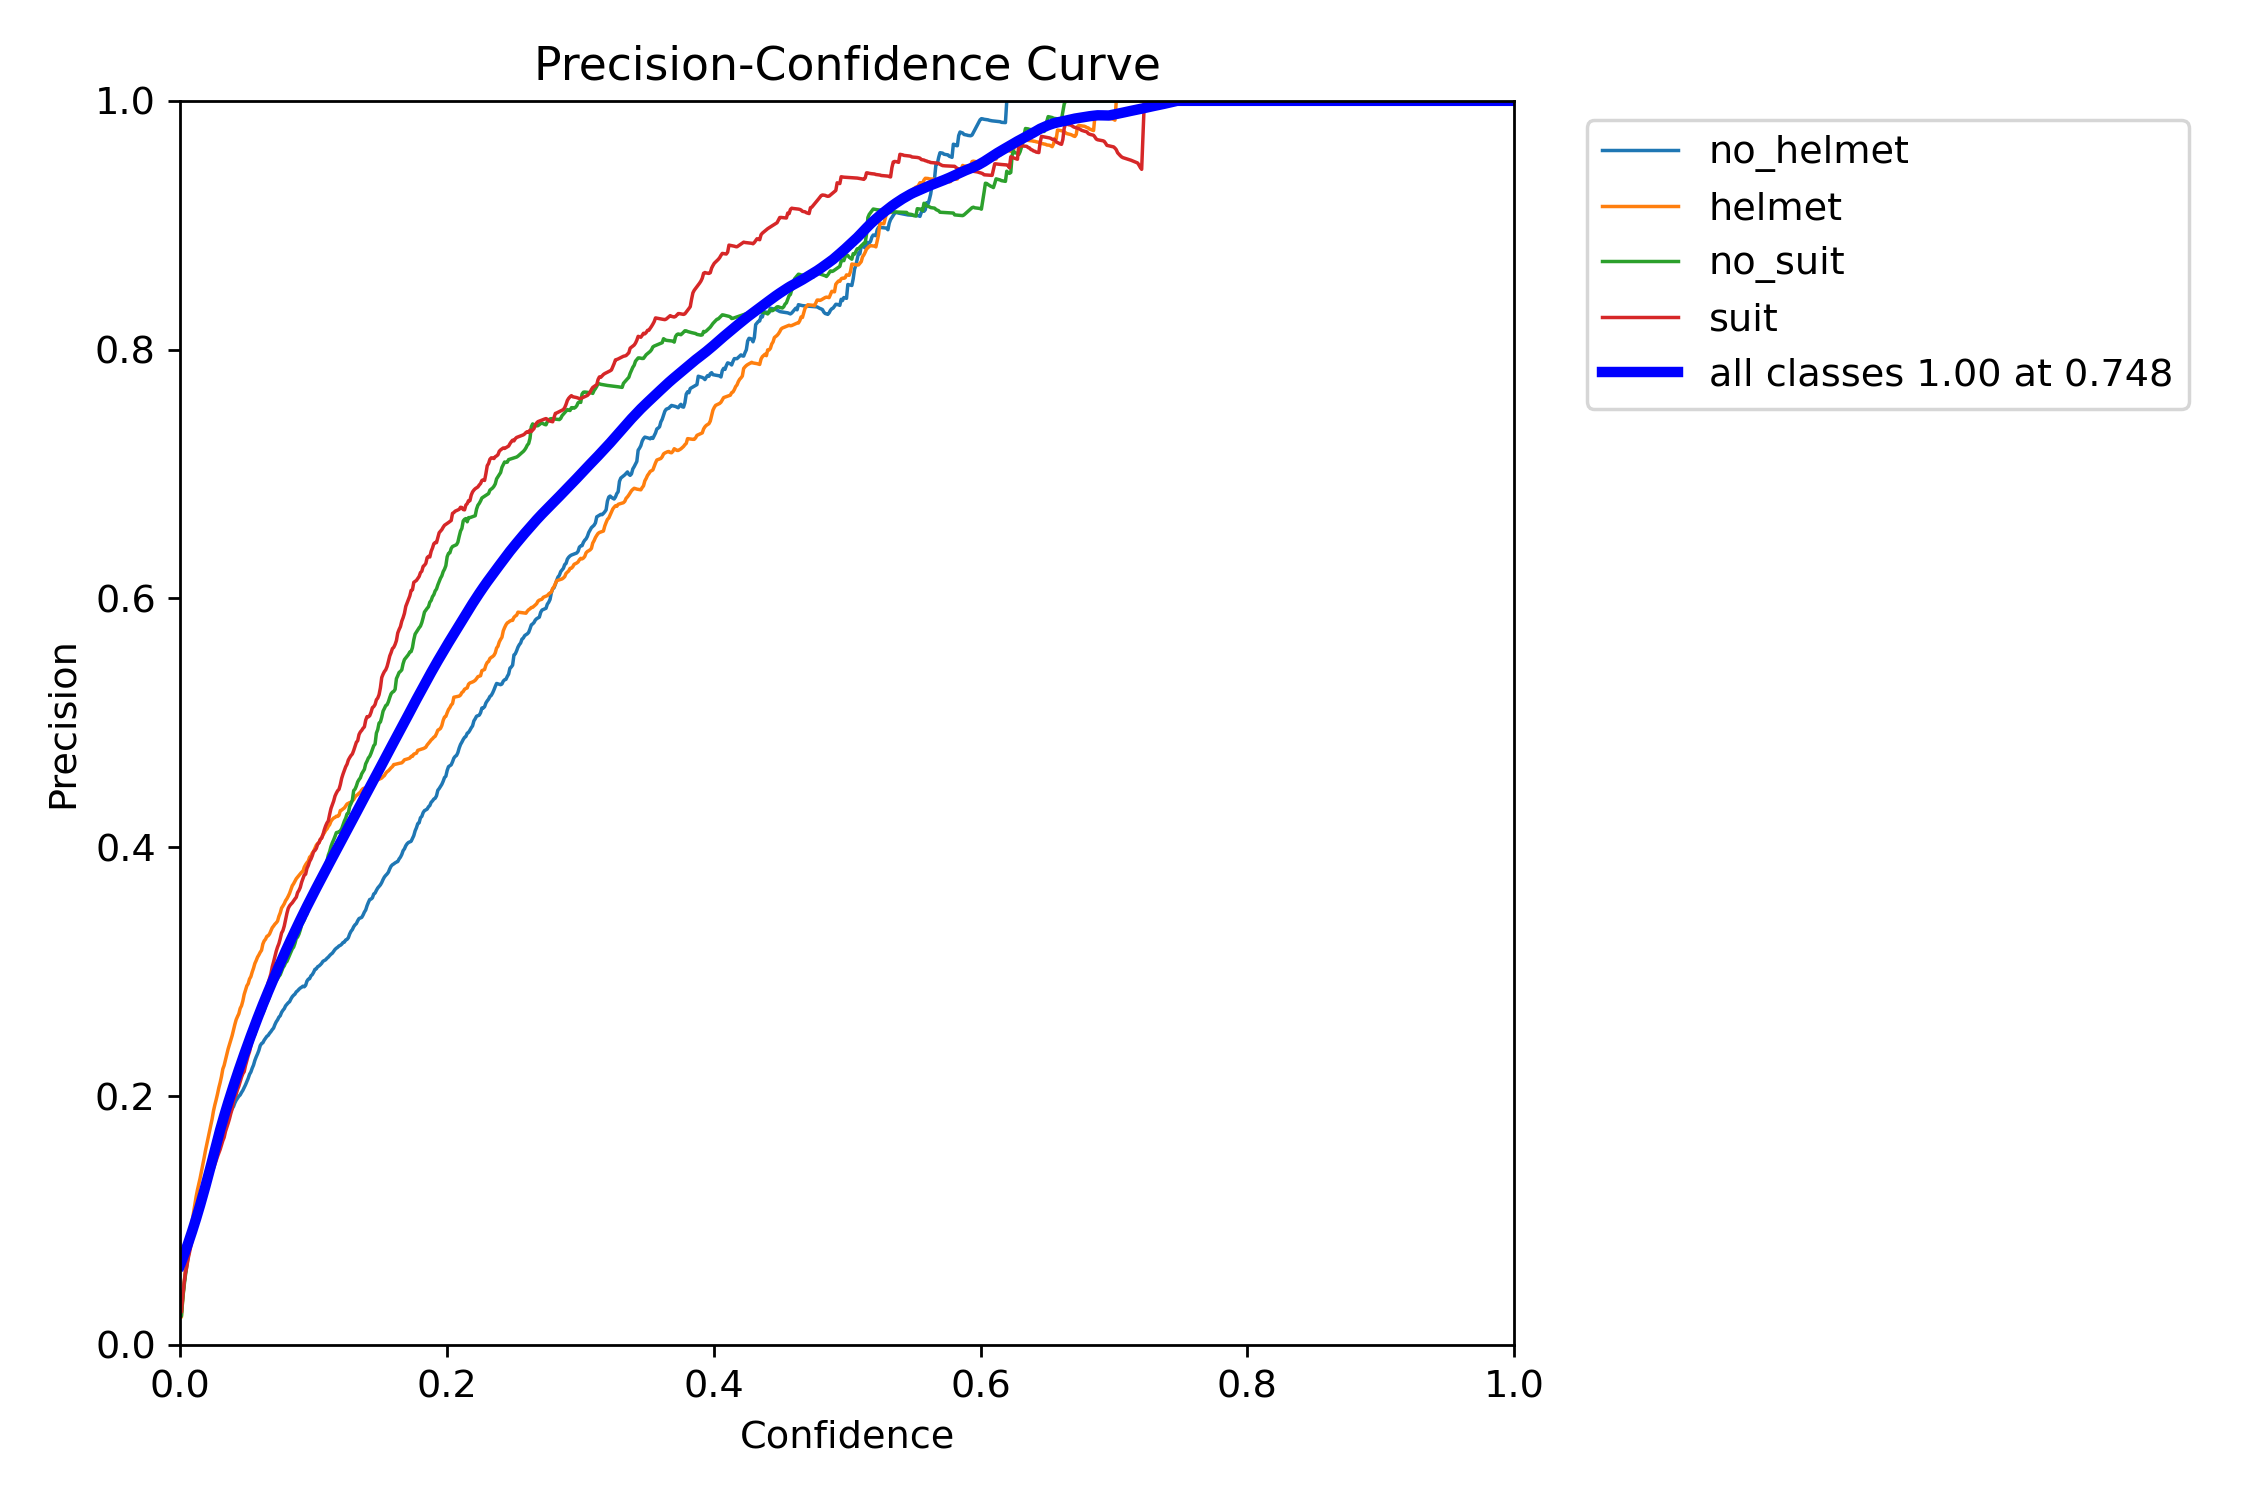 Precision-Confidence Curve
1.0
0.8
0.6
0.4
0.2
0.0
Precision
0.0 0.2 0.4 0.6 0.8 1.0
Confidence
no_helmet
helmet
no_suit
suit
all classes 1.00 at 0.748